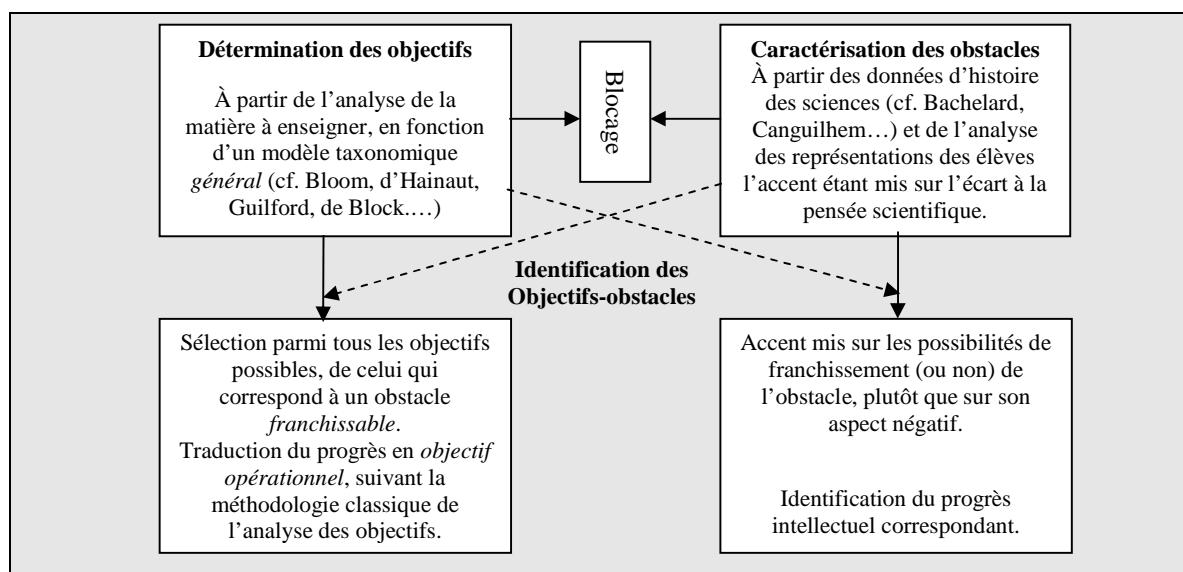 Détermination des objectifs
À partir de l'analyse de la
matière à enseigner, en fonction
d'un modèle taxonomique
général (cf. Bloom, d'Hainaut,
Guilford, de Block.…)
Blocage
Caractérisation des obstacles
À partir des données d'histoire
des sciences (cf. Bachelard,
Canguilhem…) et de l'analyse
des représentations des élèves
l'accent étant mis sur l'écart à la
pensée scientifique.
Identification des
Objectifs-obstacles
Sélection parmi tous les objectifs
possibles, de celui qui
correspond à un obstacle
franchissable.
Traduction du progrès en objectif
opérationnel, suivant la
méthodologie classique de
l'analyse des objectifs.
Accent mis sur les possibilités de
franchissement (ou non) de
l'obstacle, plutôt que sur son
aspect négatif.
Identification du progrès
intellectuel correspondant.